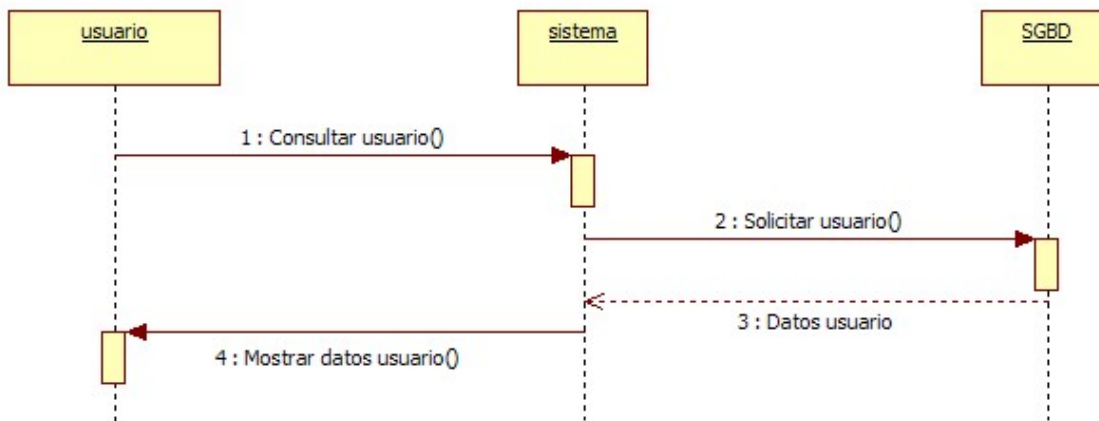 usuario
sistema
SGBD
1 : Consultar usuario()
2 : Solicitar usuario()
3 : Datos usuario
4 : Mostrar datos usuario()